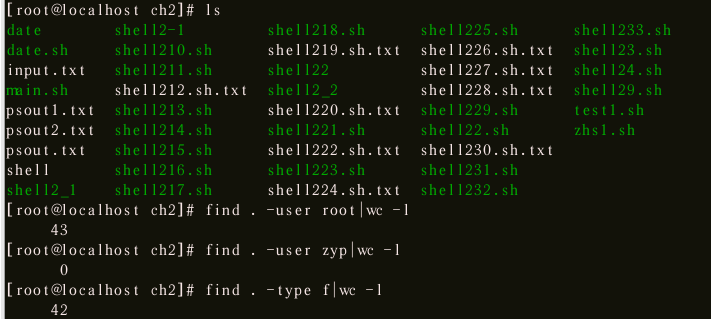 [root@localhost ch2]# ls
date shell2-1 shell218.sh shell225.sh shell233.sh
date.sh shell210.sh shell219.sh.txt shell226.sh.txt shell23.sh
input.txt shell211.sh shell22 shell227.sh.txt shell24.sh
main.sh shell212.sh.txt shell2_2 shell228.sh.txt shell29.sh
psout1.txt shell213.sh shell220.sh.txt shell229.sh test1.sh
psout2.txt shell214.sh shell221.sh shell22.sh zhs1.sh
psout.txt shell215.sh shell222.sh.txt shell230.sh.txt
shell shell216.sh shell223.sh shell231.sh
shell2_1 shell217.sh shell224.sh.txt shell232.sh
[root@localhost ch2]# find . -user root|wc -l
43
[root@localhost ch2]# find . -user zyp|wc -l
0
[root@localhost ch2]# find . -type f|wc -l
42